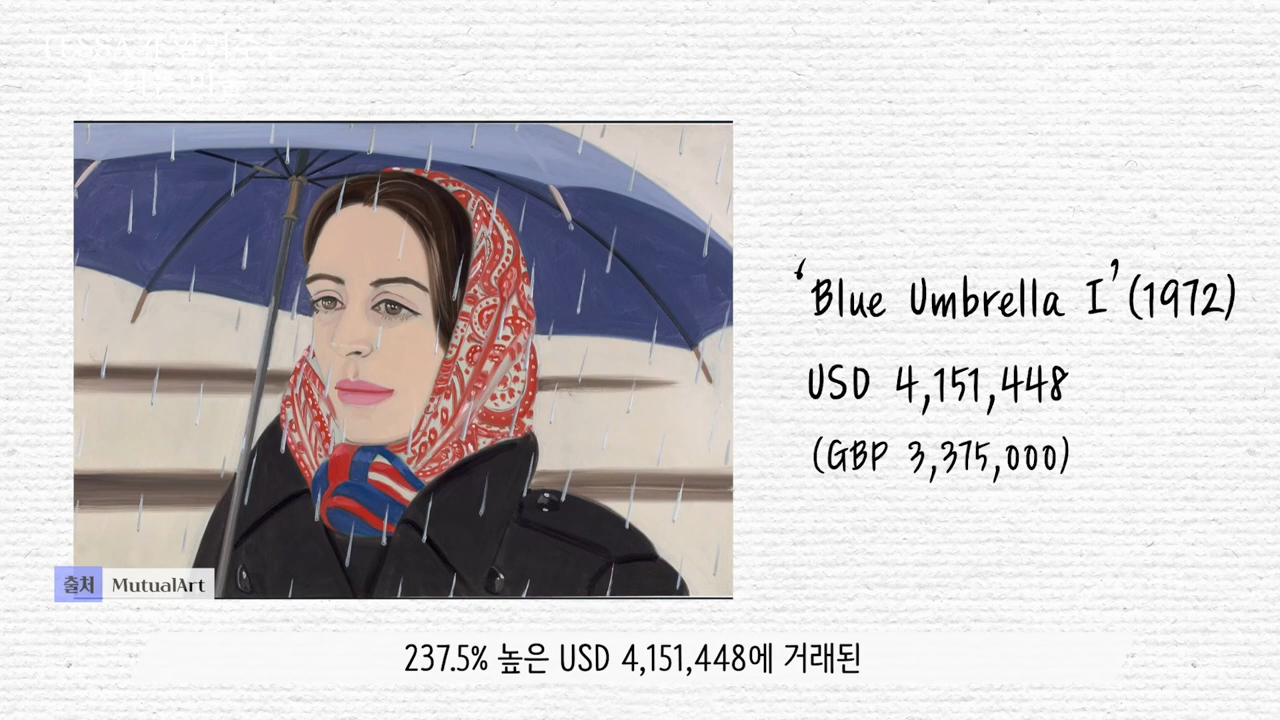 'Blue Umbrella I' (1972)
USD 4,151,448
(GBP 3,375,000)
출처 MutualArt
237.5% 높은 USD 4,151,448에 거래된